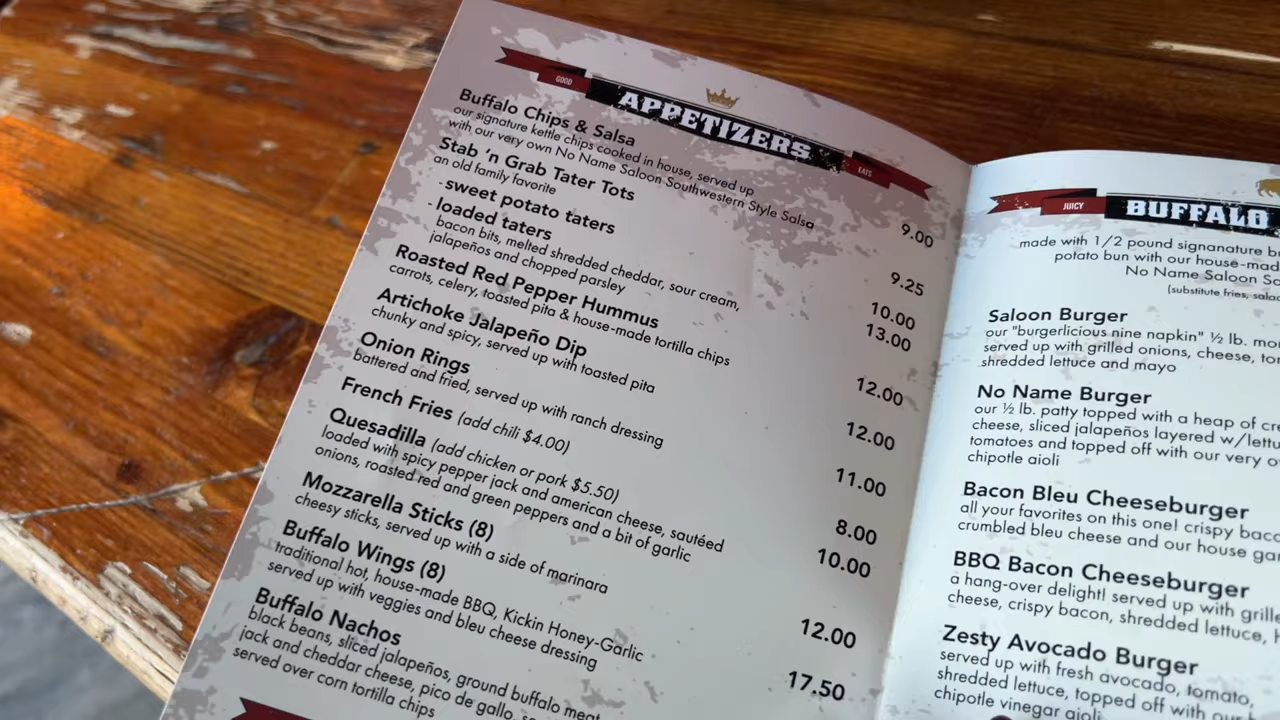 GOOD
APPETIZERS
EATS
Buffalo Chips & Salsa
our signature kettle chips cooked in house, served up
with our very own No Name Saloon Southwestern Style Salsa
9.00
Stab ‘n Grab Tater Tots
an old family favorite
9.25
-sweet potato taters
10.00
- loaded taters
13.00
bacon bits, melted shredded cheddar, sour cream,
jalapeños and chopped parsley
Roasted Red Pepper Hummus
12.00
carrots, celery, toasted pita & house-made tortilla chips
Artichoke Jalapeño Dip
12.00
chunky and spicy, served up with toasted pita
Onion Rings
11.00
battered and fried, served up with ranch dressing
French Fries (add chili $4.00)
8.00
Quesadilla (add chicken or pork $5.50)
10.00
loaded with spicy pepper jack and american cheese, sautéed
onions, roasted red and green peppers and a bit of garlic
Mozzarella Sticks (8)
12.00
cheesy sticks, served up with a side of marinara
Buffalo Wings (8)
17.50
traditional hot, house-made BBQ, Kickin Honey-Garlic
served up with veggies and bleu cheese dressing
Buffalo Nachos
black beans, sliced jalapeños, ground buffalo meat
jack and cheddar cheese, pico de gallo,
served over corn tortilla chips
JUICY
BUFFALO
made with 1/2 pound signanature
potato bun with our house-made
No Name Saloon
(substitute fries,
Saloon Burger
our "burgerlicious nine napkin" ½ lb.
served up with grilled onions, cheese,
shredded lettuce and mayo
No Name Burger
our ½ lb. patty topped with a heap of
cheese, sliced jalapeños layered
tomatoes and topped off with our very
chipotle aioli
Bacon Bleu Cheeseburger
all your favorites on this one! crispy
crumbled bleu cheese and our house
BBQ Bacon Cheeseburger
a hang-over delight! served up with
cheese, crispy bacon, shredded lettuce,
Zesty Avocado Burger
served up with fresh avocado, tomato,
shredded lettuce, topped off with our
chipotle vinegar aioli